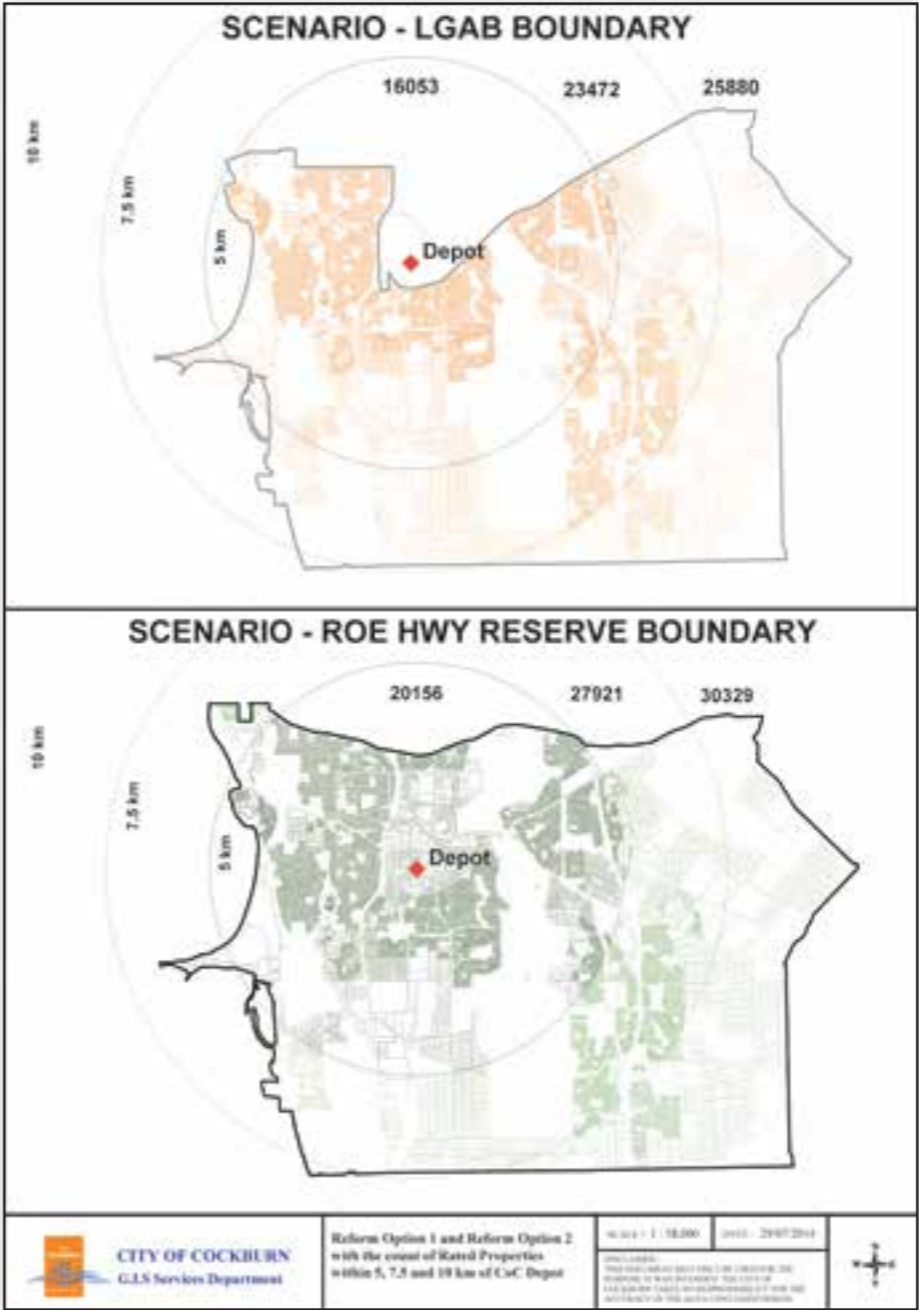 SCENARIO - LGAB BOUNDARY
16053 23472 25880
10 km
7.5 km
5 km
Depot
SCENARIO - ROE HWY RESERVE BOUNDARY
20156 27921 30329
10 km
7.5 km
5 km
Depot
CITY OF COCKBURN
G.I.S Services Department
Reform Option 1 and Reform Option 2
with the count of Rated Properties
within 5, 7.5 and 10 km of CoC Depot
SCALE
DATE
DISCLAIMER